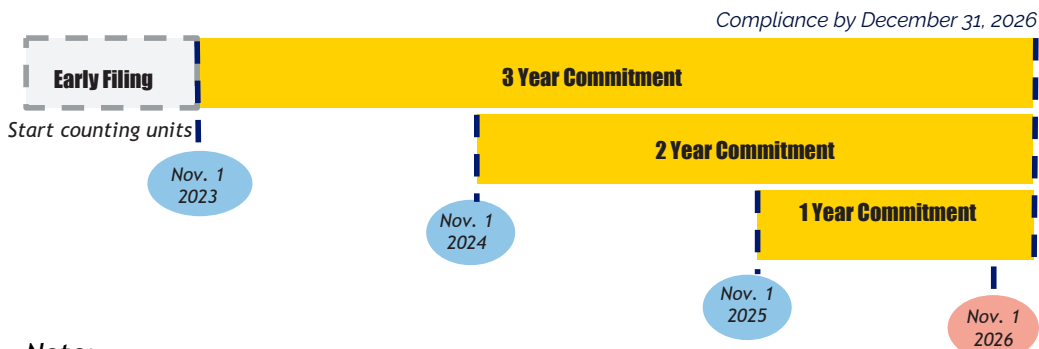 Compliance by December 31, 2026
Early Filing
3 Year Commitment
Start counting units
2 Year Commitment
Nov. 1
2023
1 Year Commitment
Nov. 1
2024
Nov. 1
2025
Nov. 1
2026
Note: